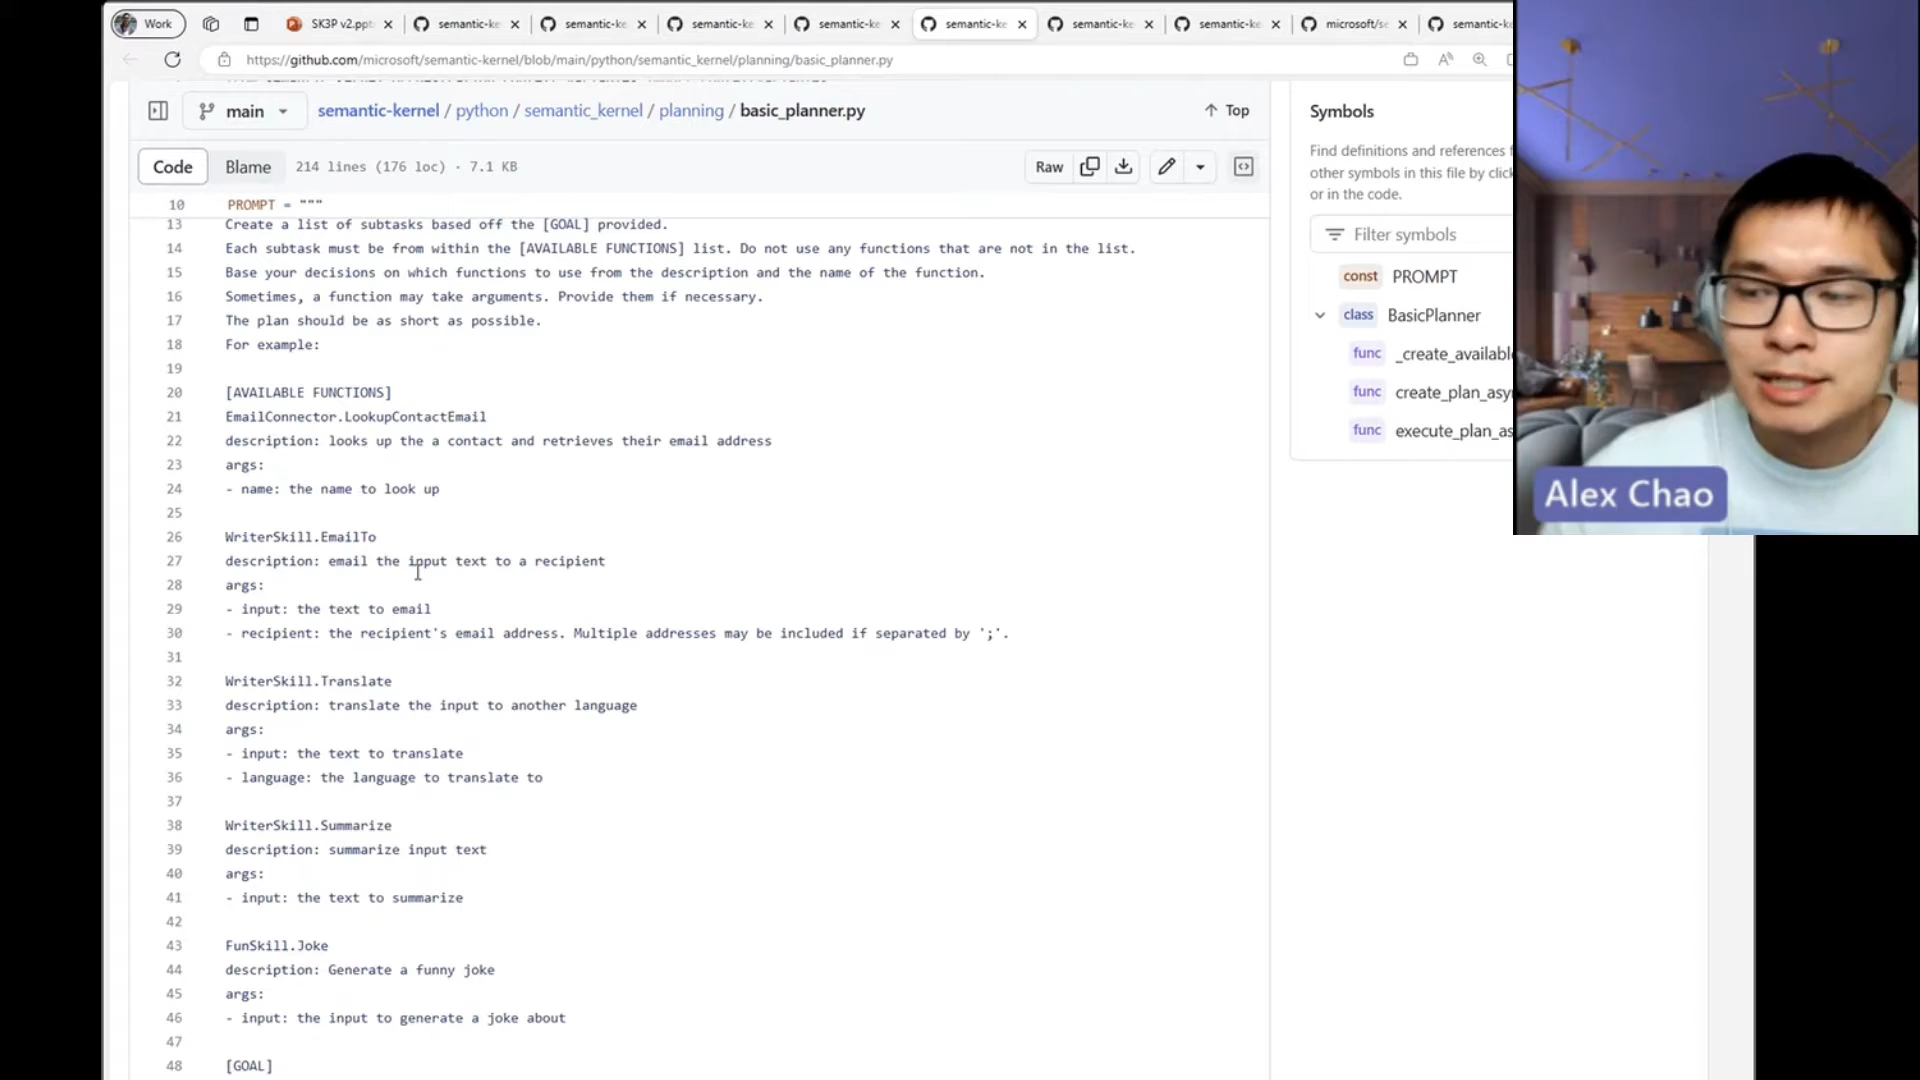 Work
SK3P v2.ppt
semantic-ke
semantic-ke
semantic-ke
semantic-ke
semantic-ke
semantic-ke
semantic-ke
microsoft/se
semantic-ke
https://github.com/microsoft/semantic-kernel/blob/main/python/semantic_kernel/planning/basic_planner.py
main
semantic-kernel / python / semantic_kernel / planning / basic_planner.py
Top
Code
Blame
214 lines (176 loc) · 7.1 KB
Raw
10 PROMPT = """
13 Create a list of subtasks based off the [GOAL] provided.
14 Each subtask must be from within the [AVAILABLE FUNCTIONS] list. Do not use any functions that are not in the list.
15 Base your decisions on which functions to use from the description and the name of the function.
16 Sometimes, a function may take arguments. Provide them if necessary.
17 The plan should be as short as possible.
18 For example:
19
20 [AVAILABLE FUNCTIONS]
21 EmailConnector.LookupContactEmail
22 description: looks up the a contact and retrieves their email address
23 args:
24 - name: the name to look up
25
26 WriterSkill.EmailTo
27 description: email the input text to a recipient
28 args:
29 - input: the text to email
30 - recipient: the recipient's email address. Multiple addresses may be included if separated by ';'.
31
32 WriterSkill.Translate
33 description: translate the input to another language
34 args:
35 - input: the text to translate
36 - language: the language to translate to
37
38 WriterSkill.Summarize
39 description: summarize input text
40 args:
41 - input: the text to summarize
42
43 FunSkill.Joke
44 description: Generate a funny joke
45 args:
46 - input: the input to generate a joke about
47
48 [GOAL]
Symbols
Find definitions and references f
other symbols in this file by clic
or in the code.
Filter symbols
const PROMPT
class BasicPlanner
func _create_availabl
func create_plan_asy
func execute_plan_as
Alex Chao